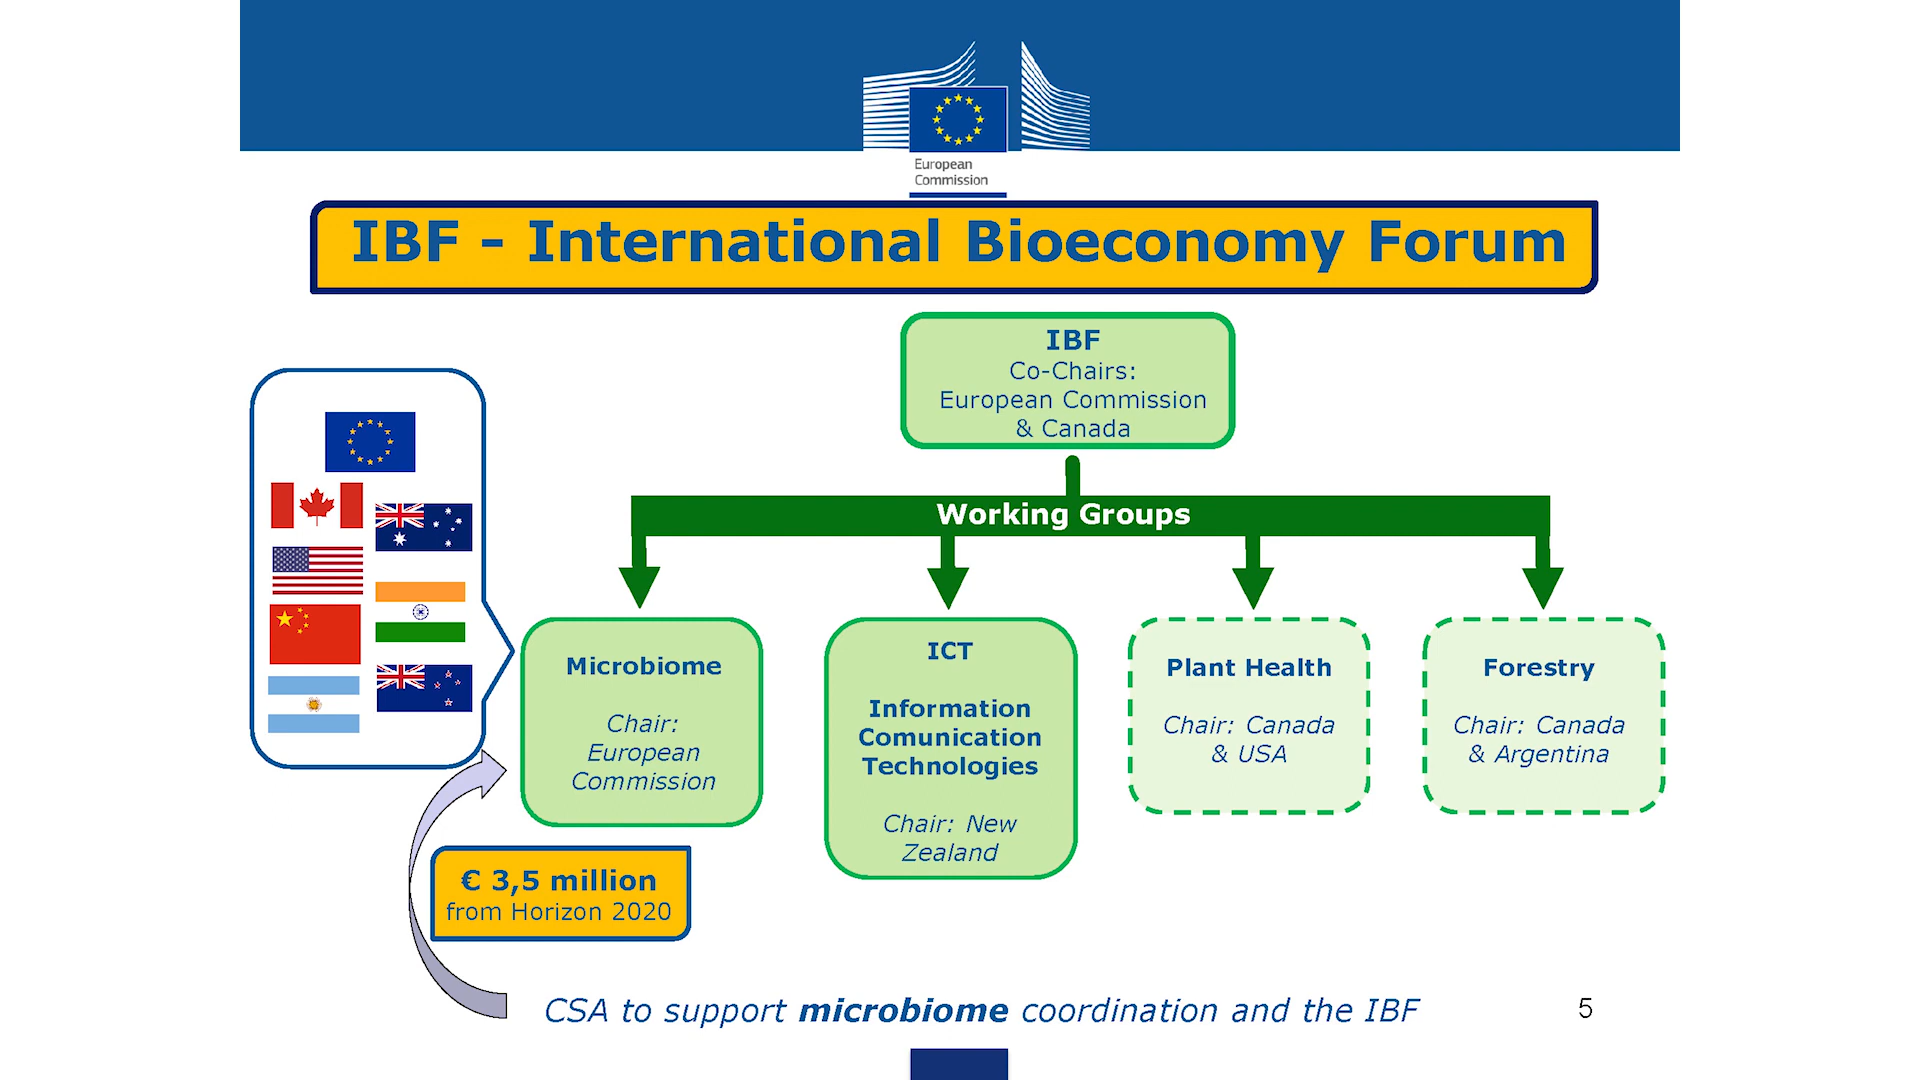 European
Commission
IBF - International Bioeconomy Forum
IBF
Co-Chairs:
European Commission
& Canada
Working Groups
Microbiome
Chair:
European
Commission
ICT
Information
Comunication
Technologies
Chair: New
Zealand
Plant Health
Chair: Canada
& USA
Forestry
Chair: Canada
& Argentina
€ 3,5 million
from Horizon 2020
CSA to support microbiome coordination and the IBF
5